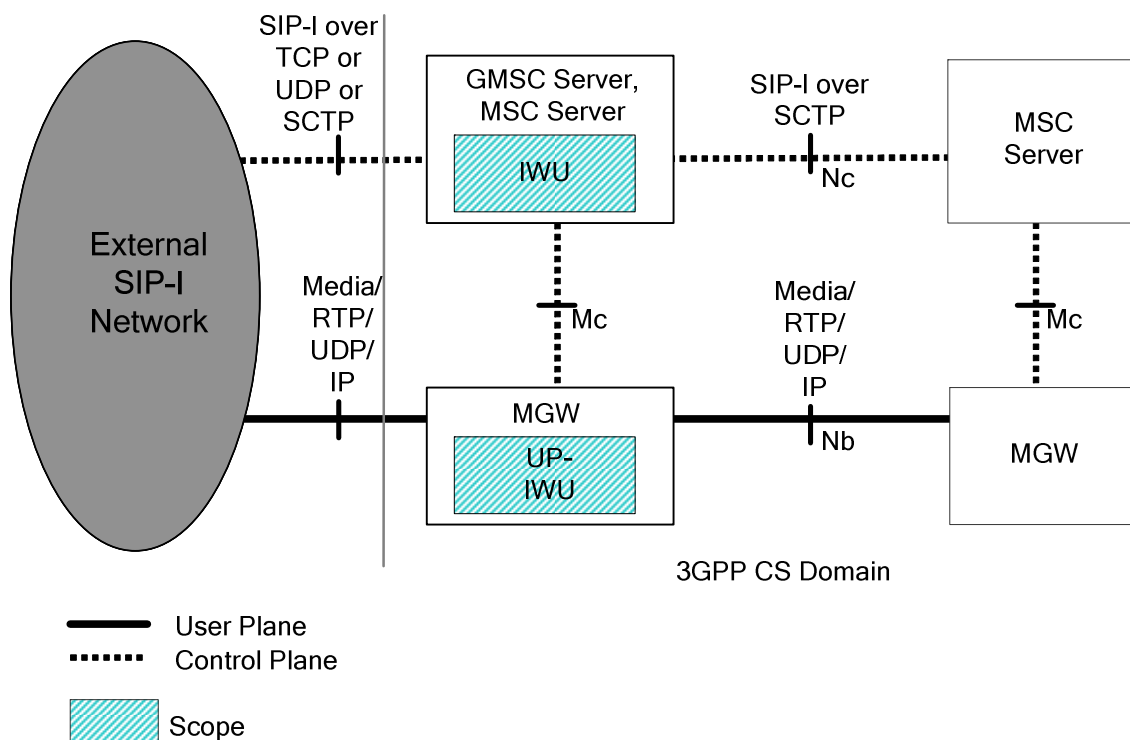 SIP-I over
TCP or
UDP or
SCTP
GMSC Server,
MSC Server
IWU
SIP-I over
SCTP
Nc
MSC
Server
External
SIP-I
Network
Media/
RTP/
UDP/
IP
Mc
Media/
RTP/
UDP/
IP
Mc
MGW
UP-
IWU
Nb
MGW
3GPP CS Domain
User Plane
Control Plane
Scope